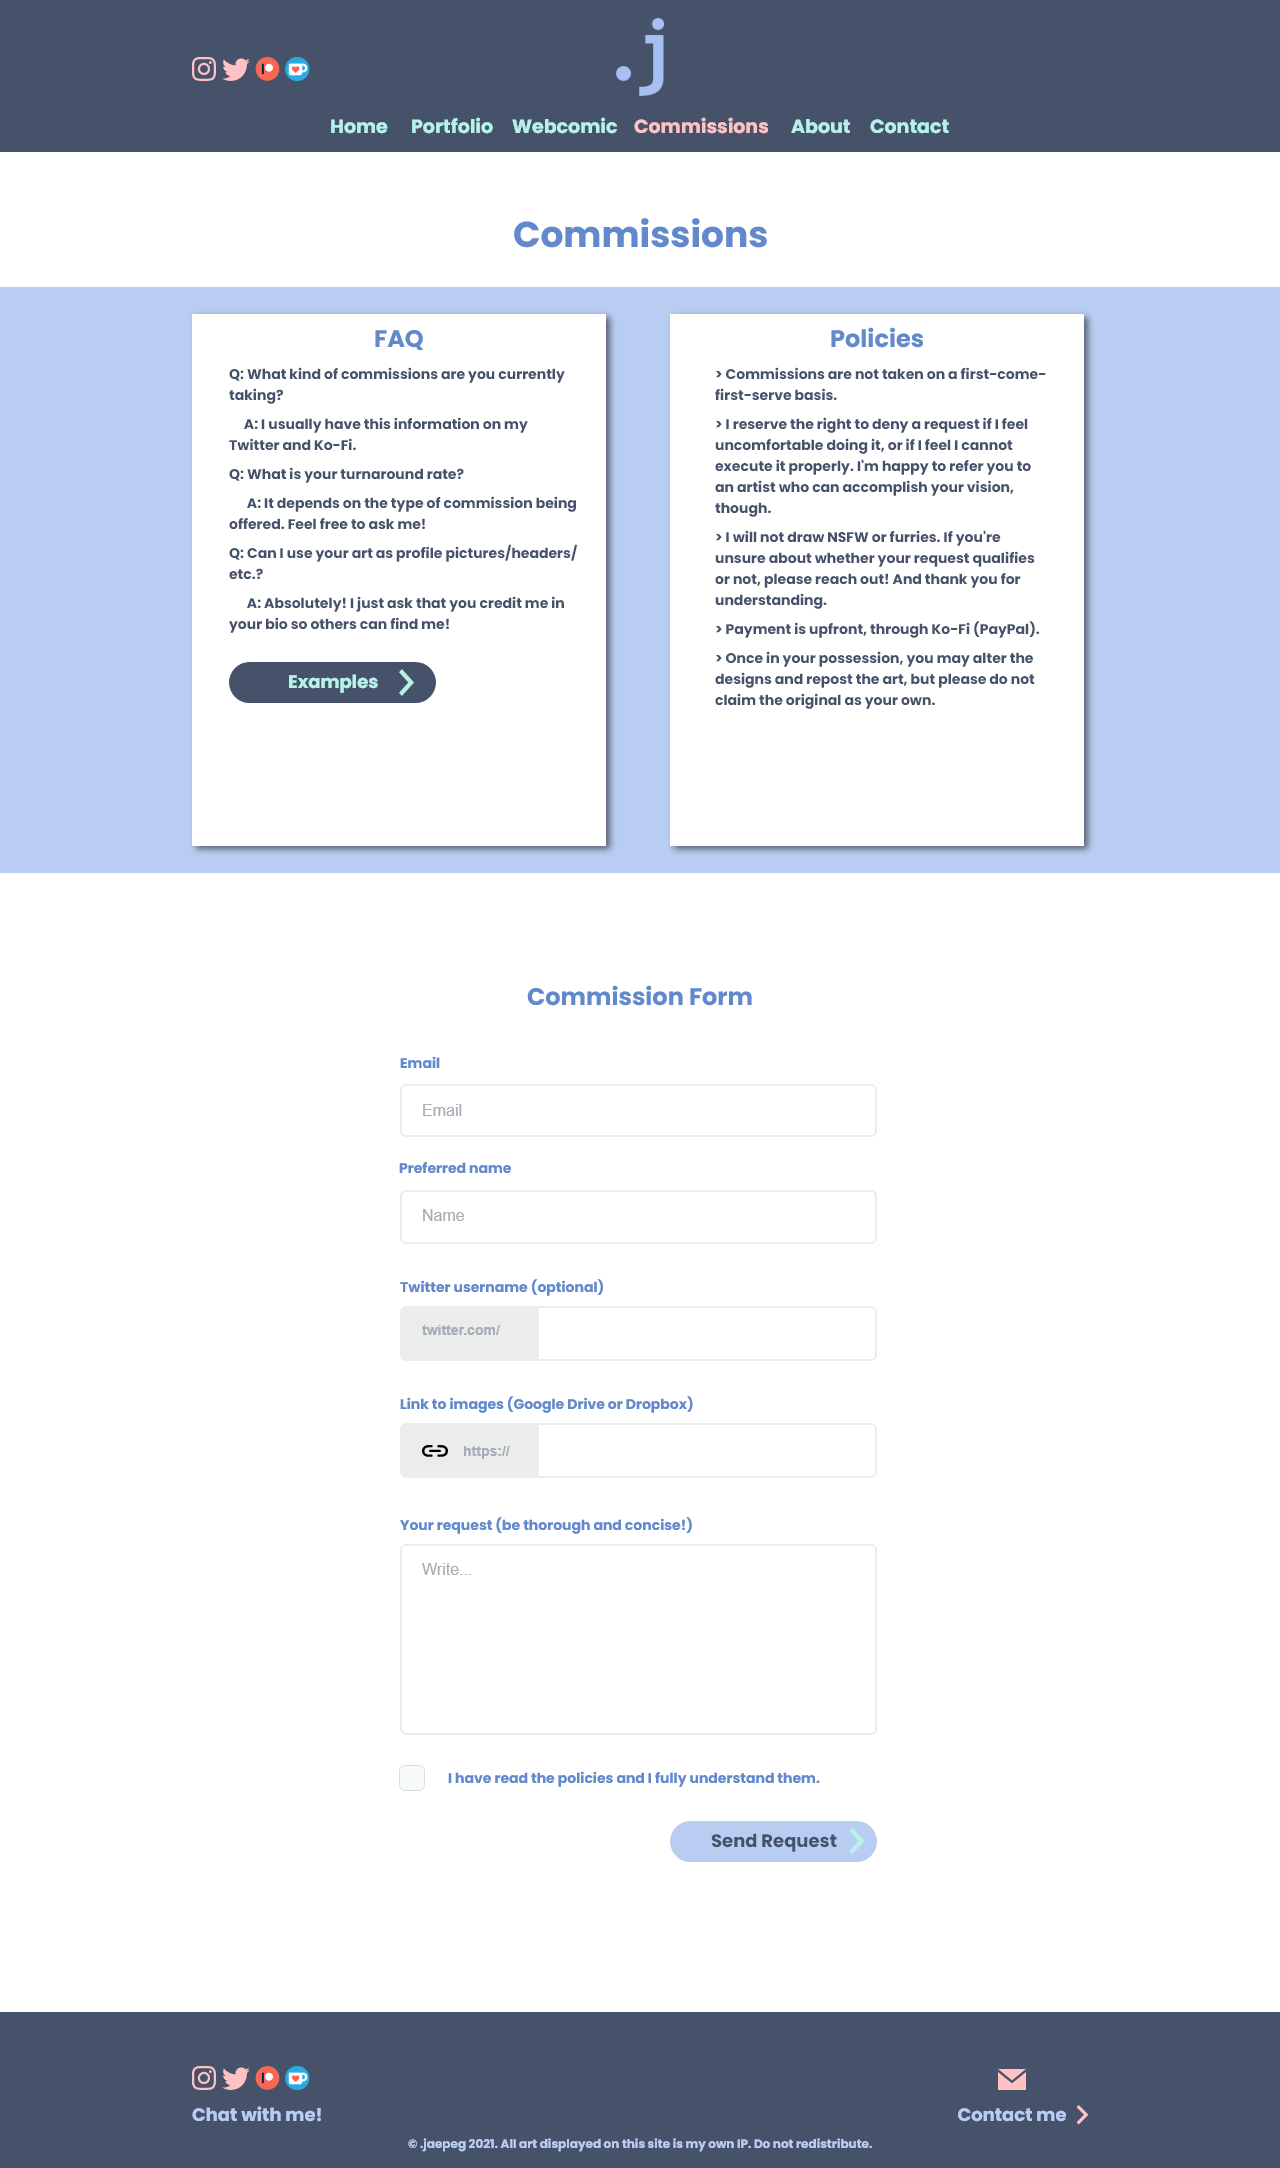 .j
Home Portfolio Webcomic Commissions About Contact
Commissions
FAQ
Q: What kind of commissions are you currently
taking?
A: I usually have this information on my
Twitter and Ko-Fi.
Q: What is your turnaround rate?
A: It depends on the type of commission being
offered. Feel free to ask me!
Q: Can I use your art as profile pictures/headers/
etc.?
A: Absolutely! I just ask that you credit me in
your bio so others can find me!
Examples
Policies
> Commissions are not taken on a first-come-
first-serve basis.
> I reserve the right to deny a request if I feel
uncomfortable doing it, or if I feel I cannot
execute it properly. I'm happy to refer you to
an artist who can accomplish your vision,
though.
> I will not draw NSFW or furries. If you're
unsure about whether your request qualifies
or not, please reach out! And thank you for
understanding.
> Payment is upfront, through Ko-Fi (PayPal).
> Once in your possession, you may alter the
designs and repost the art, but please do not
claim the original as your own.
Commission Form
Email
Email
Preferred name
Name
Twitter username (optional)
twitter.com/
Link to images (Google Drive or Dropbox)
https://
Your request (be thorough and concise!)
Write...
I have read the policies and I fully understand them.
Send Request
Chat with me!
Contact me
© .jaepeg 2021. All art displayed on this site is my own IP. Do not redistribute.